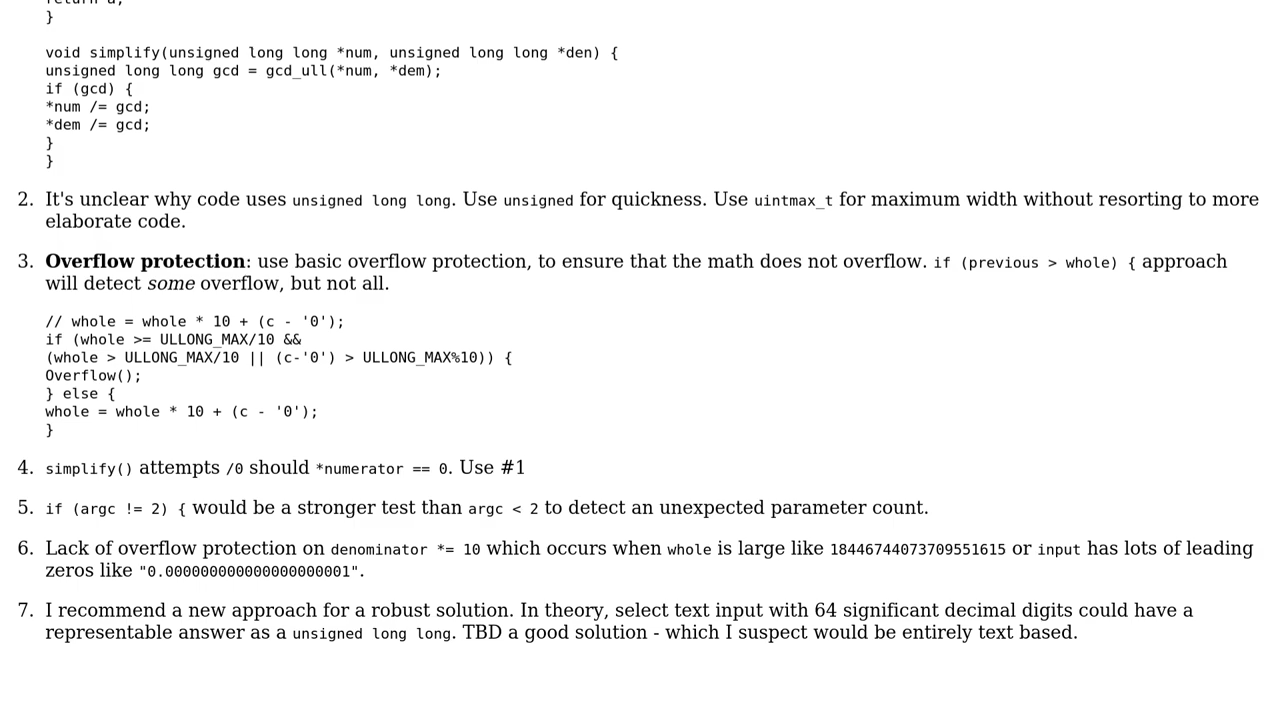 return a;
}
void simplify(unsigned long long *num, unsigned long long *den) {
unsigned long long gcd = gcd_ull(*num, *dem);
if (gcd) {
*num /= gcd;
*dem /= gcd;
}
}
2. It's unclear why code uses unsigned long long. Use unsigned for quickness. Use uintmax_t for maximum width without resorting to more
elaborate code.
3. Overflow protection: use basic overflow protection, to ensure that the math does not overflow. if (previous > whole) { approach
will detect some overflow, but not all.
// whole = whole * 10 + (c - '0');
if (whole >= ULLONG_MAX/10 &&
(whole > ULLONG_MAX/10 || (c-'0') > ULLONG_MAX%10)) {
Overflow();
} else {
whole = whole * 10 + (c - '0');
}
4. simplify() attempts /0 should *numerator == 0. Use #1
5. if (argc != 2) { would be a stronger test than argc < 2 to detect an unexpected parameter count.
6. Lack of overflow protection on denominator *= 10 which occurs when whole is large like 18446744073709551615 or input has lots of leading
zeros like "0.000000000000000000001".
7. I recommend a new approach for a robust solution. In theory, select text input with 64 significant decimal digits could have a
representable answer as a unsigned long long. TBD a good solution - which I suspect would be entirely text based.